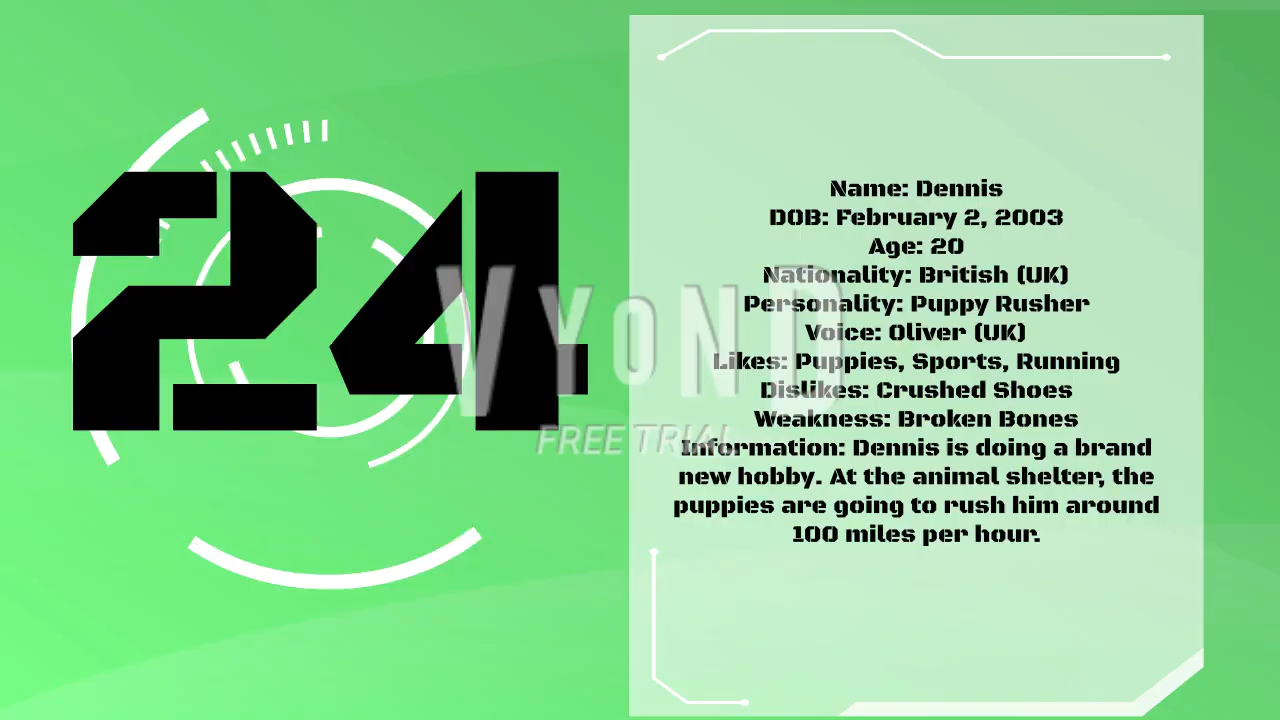 24
Name: Dennis
DOB: February 2, 2003
Age: 20
Nationality: British (UK)
Personality: Puppy Rusher
Voice: Oliver (UK)
Likes: Puppies, Sports, Running
Dislikes: Crushed Shoes
Weakness: Broken Bones
Information: Dennis is doing a brand
new hobby. At the animal shelter, the
puppies are going to rush him around
100 miles per hour.
VYOND
FREE TRIAL